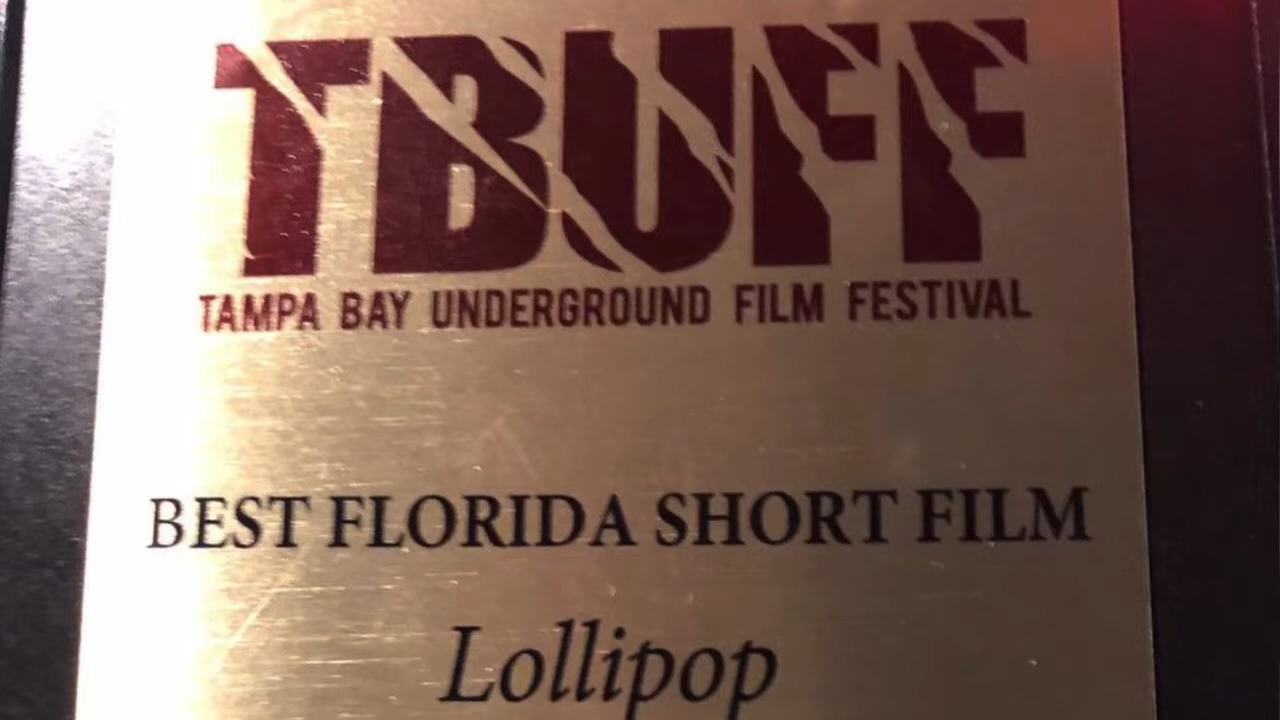 TBUFF
TAMPA BAY UNDERGROUND FILM FESTIVAL
BEST FLORIDA SHORT FILM
Lollipop